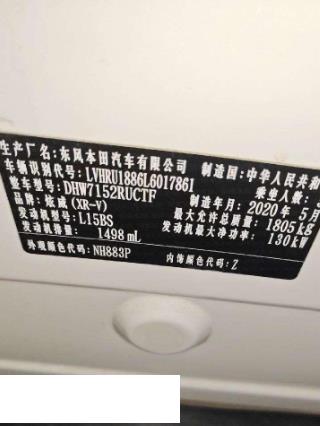 生产厂名：东风本田汽车有限公司 制造国：中华人民共和
车辆识别代号：LVHRU1886L6017861 乘坐人数：
整车型号：DHW7152RUCTF 制造年月：2020年5月
品牌：炫威 (XR-V) 最大允许总质量：1805kg
发动机型号：L15BS 发动机最大净功率：130kW
发动机排量：1498 mL
外观颜色代码：NH883P 内饰颜色代码：Z